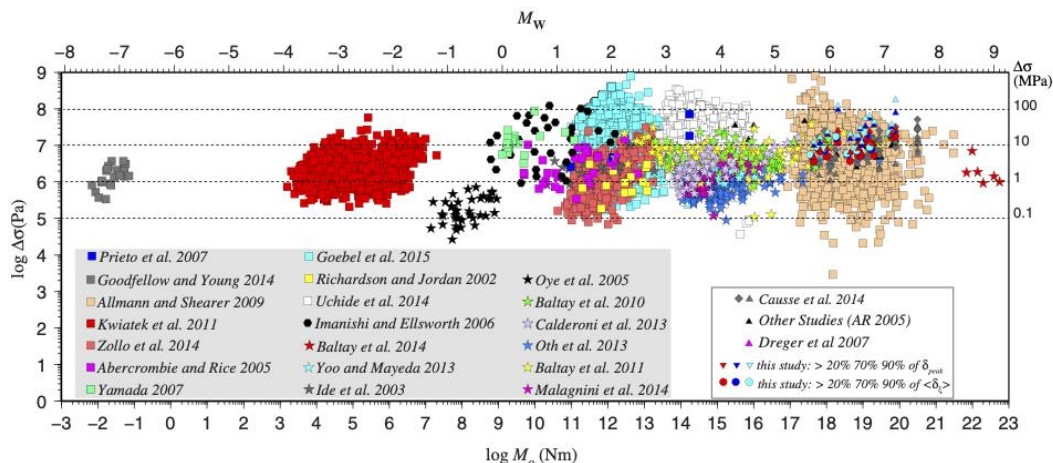 M_W
−8 −7 −6 −5 −4 −3 −2 −1 0 1 2 3 4 5 6 7 8 9
Δσ
(MPa)
9
8
7
6
5
4
3
2
1
0
100
10
1
0.1
log Δσ(Pa)
Prieto et al. 2007
Goodfellow and Young 2014
Allmann and Shearer 2009
Kwiatek et al. 2011
Zollo et al. 2014
Abercrombie and Rice 2005
Yamada 2007
Goebel et al. 2015
Richardson and Jordan 2002
Uchide et al. 2014
Imanishi and Ellsworth 2006
Baltay et al. 2014
Yoo and Mayeda 2013
Ide et al. 2003
Oye et al. 2005
Baltay et al. 2010
Calderoni et al. 2013
Oth et al. 2013
Baltay et al. 2011
Malagnini et al. 2014
Causse et al. 2014
Other Studies (AR 2005)
Dreger et al 2007
this study: > 20% 70% 90% of δ_peak
this study: > 20% 70% 90% of <δ_ζ>
−3 −2 −1 0 1 2 3 4 5 6 7 8 9 10 11 12 13 14 15 16 17 18 19 20 21 22 23
log M_o (Nm)